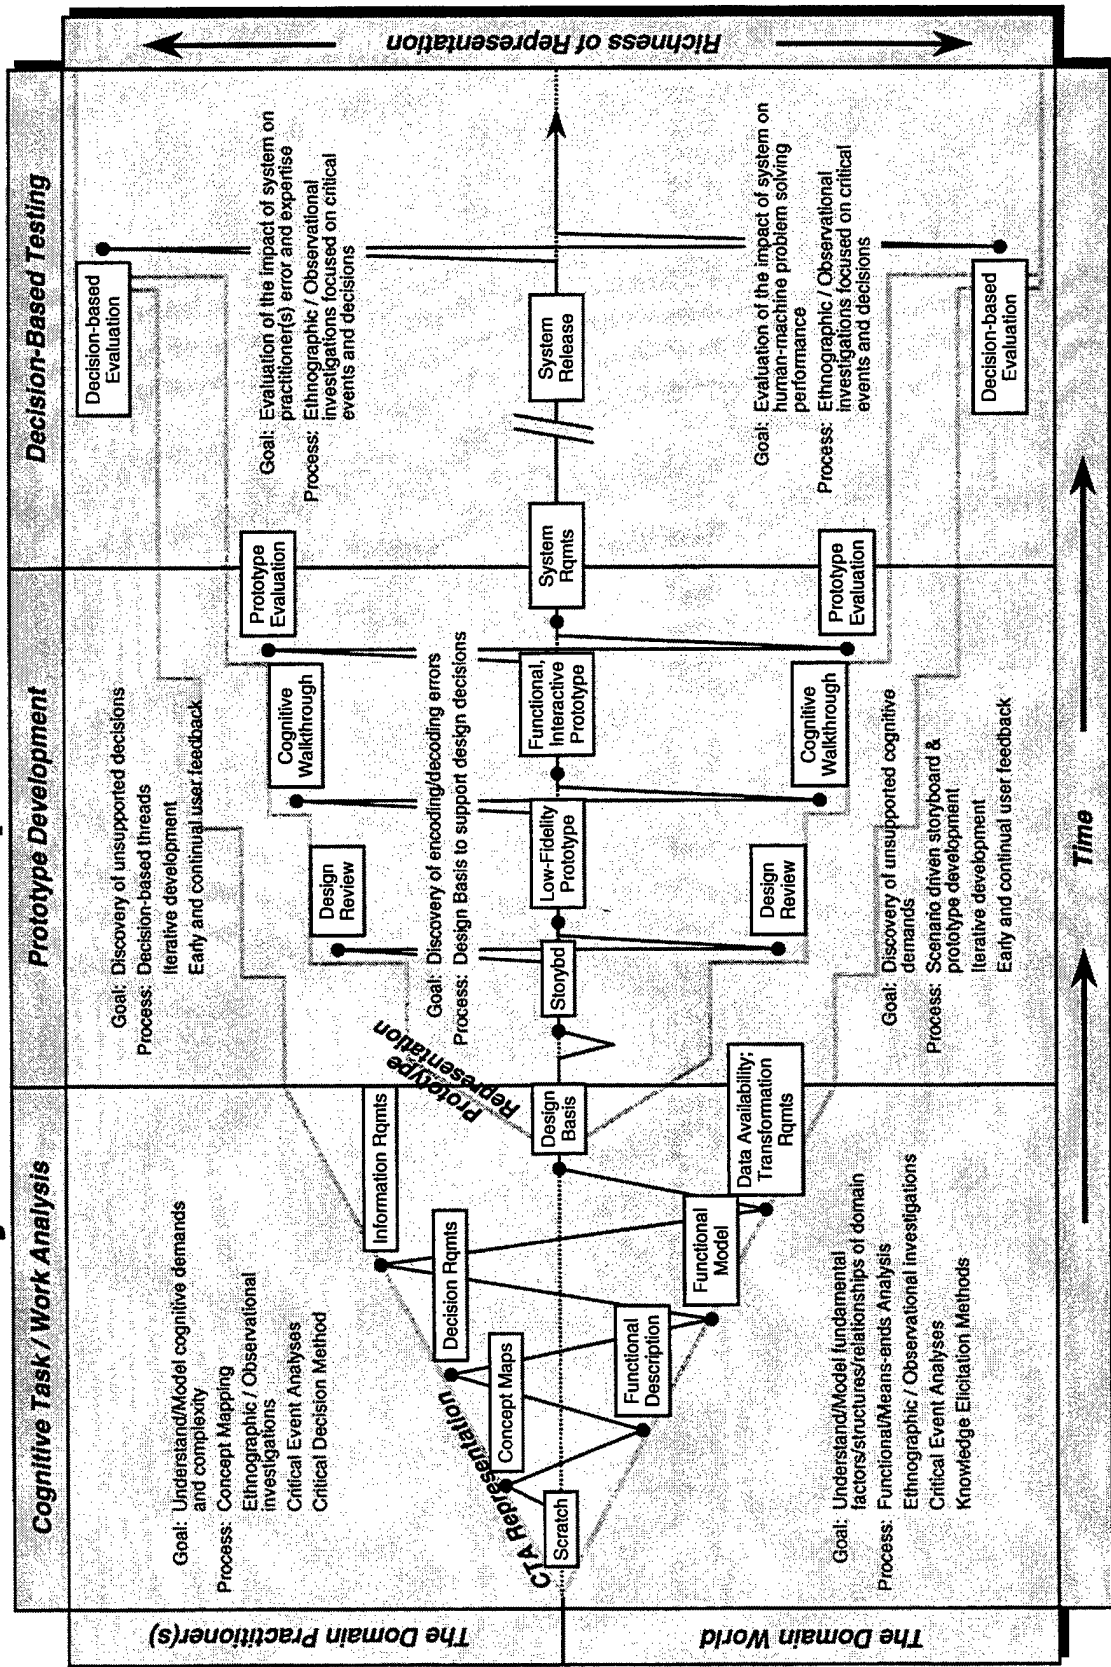 Cognitive Task / Work Analysis
Prototype Development
Decision-Based Testing
The Domain Practitioner(s)
Goal: Understand/Model cognitive demands
and complexity
Process: Concept Mapping
Ethnographic / Observational
investigations
Critical Event Analyses
Critical Decision Method
CTA Representation
Scratch
Concept Maps
Decision Rqmts
Information Rqmts
Functional
Description
Functional
Model
Data Availability;
Transformation
Rqmts
Design
Basis
The Domain World
Goal: Understand/Model fundamental
factors/structures/relationships of domain
Process: Functional/Means-ends Analysis
Ethnographic / Observational investigations
Critical Event Analyses
Knowledge Elicitation Methods
Goal: Discovery of unsupported decisions
Process: Decision-based threads
Iterative development
Early and continual user feedback
Prototype
Representation
Design
Review
Cognitive
Walkthrough
Prototype
Evaluation
Goal: Discovery of encoding/decoding errors
Process: Design Basis to support design decisions
Storybd
Low-Fidelity
Prototype
Functional,
Interactive
Prototype
System
Rqmts
Design
Review
Cognitive
Walkthrough
Prototype
Evaluation
Goal: Discovery of unsupported cognitive
demands
Process: Scenario driven storyboard &
prototype development
Iterative development
Early and continual user feedback
Decision-based
Evaluation
Goal: Evaluation of the impact of system on
practitioner(s) error and expertise
Process: Ethnographic / Observational
investigations focused on critical
events and decisions
System
Release
Goal: Evaluation of the impact of system on
human-machine problem solving
performance
Process: Ethnographic / Observational
investigations focused on critical
events and decisions
Decision-based
Evaluation
Richness of Representation
Time